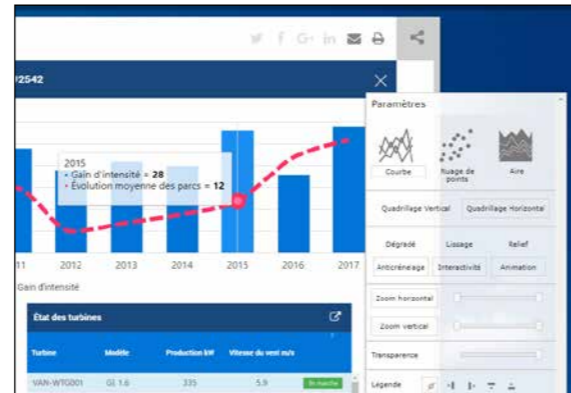 #2542
Paramètres
2015
• Gain d'intensité = 28
• Évolution moyenne des parcs = 12
Courbe
Nuage de points
Aire
Quadrillage Vertical
Quadrillage Horizontal
Dégradé
Lissage
Relief
Anticrénelage
Interactivité
Animation
11 2012 2013 2014 2015 2016 2017
Gain d'intensité
Zoom horizontal
Zoom vertical
Transparence
Légende
État des turbines
Turbine Modèle Production kW Vitesse du vent m/s
VAN-WTG001 GE 1.6 335 5.9 En marche